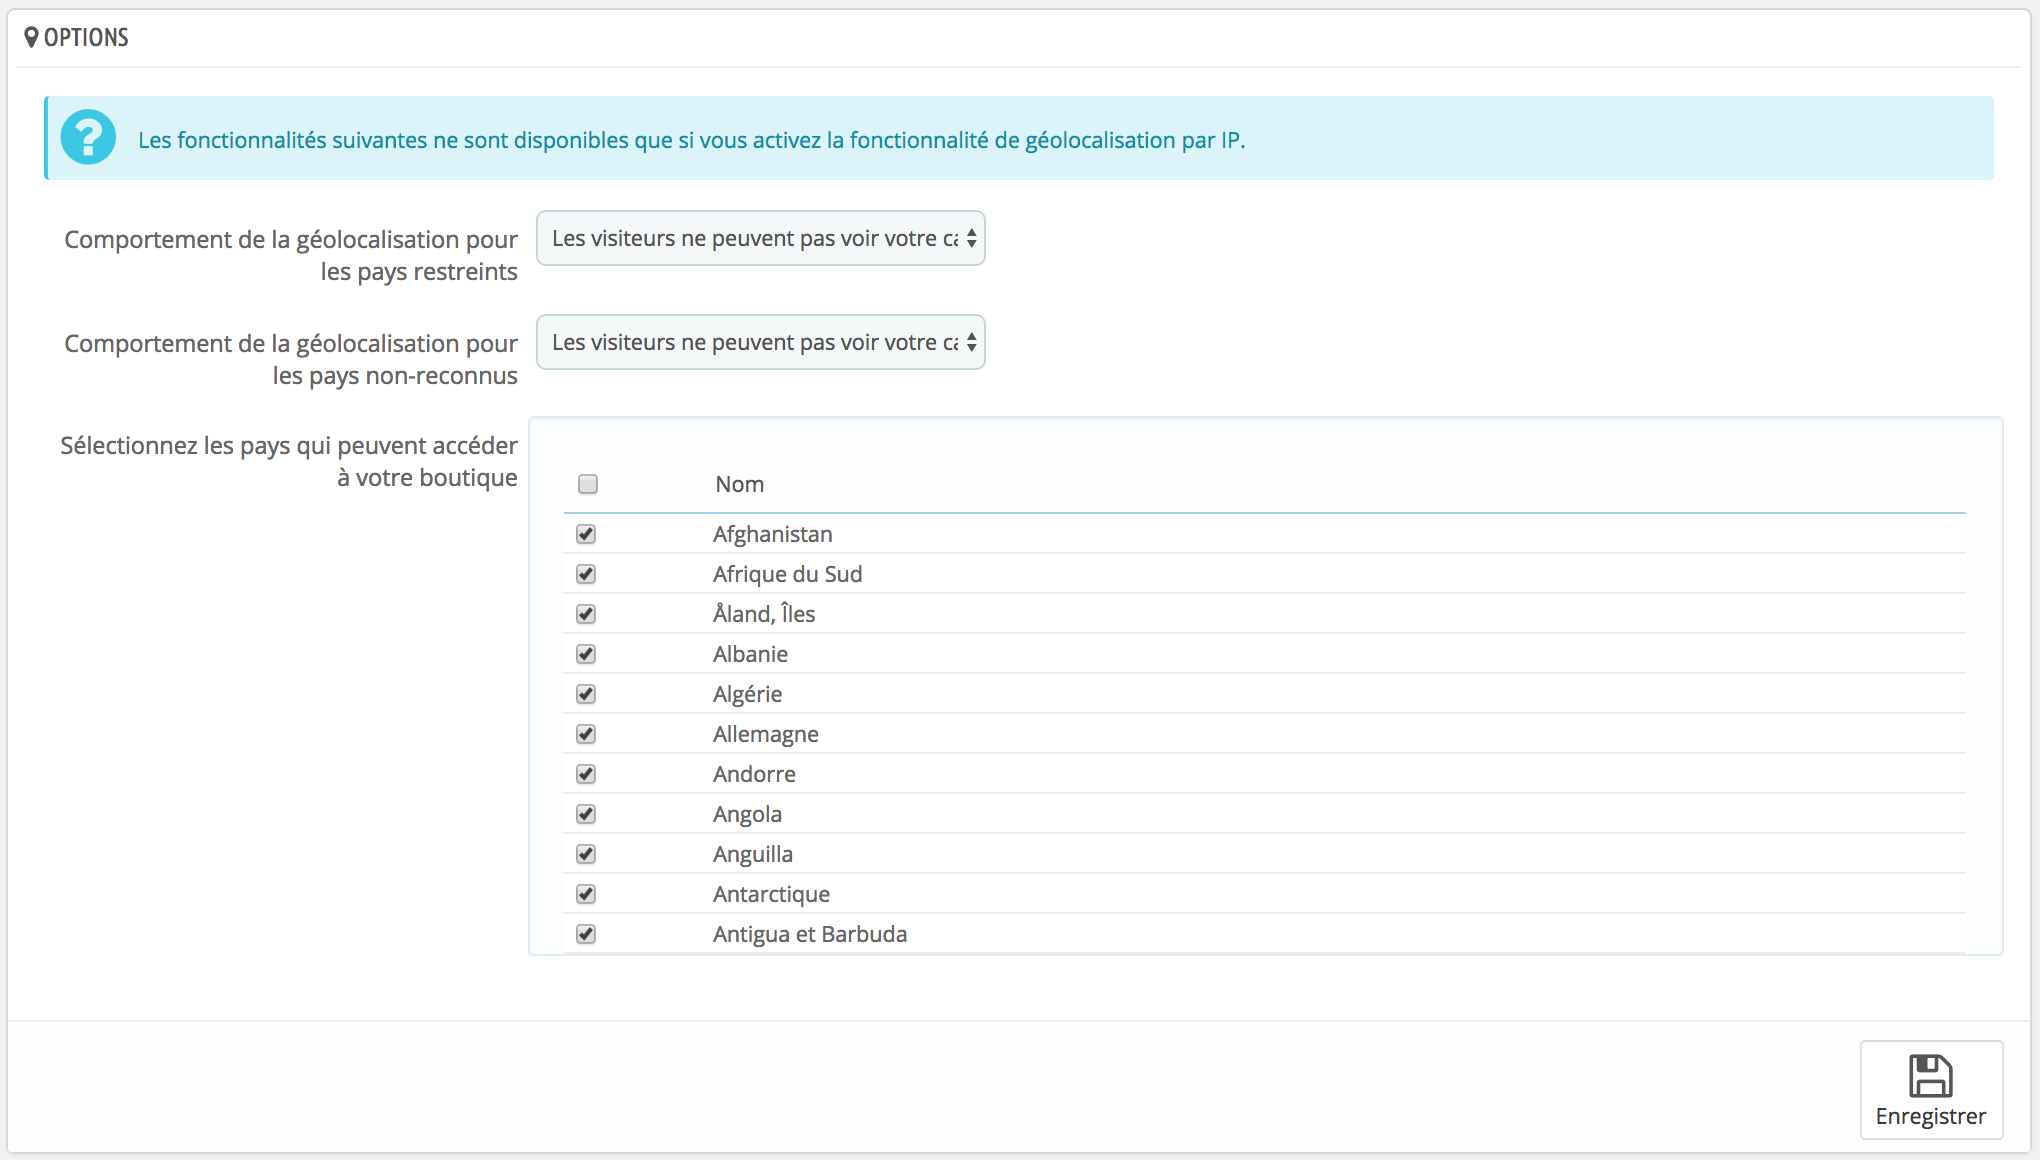 OPTIONS
Les fonctionnalités suivantes ne sont disponibles que si vous activez la fonctionnalité de géolocalisation par IP.
Comportement de la géolocalisation pour
les pays restreints
Les visiteurs ne peuvent pas voir votre
Comportement de la géolocalisation pour
les pays non-reconnus
Les visiteurs ne peuvent pas voir votre
Sélectionnez les pays qui peuvent accéder
à votre boutique
Nom
Afghanistan
Afrique du Sud
Åland, Îles
Albanie
Algérie
Allemagne
Andorre
Angola
Anguilla
Antarctique
Antigua et Barbuda
Enregistrer